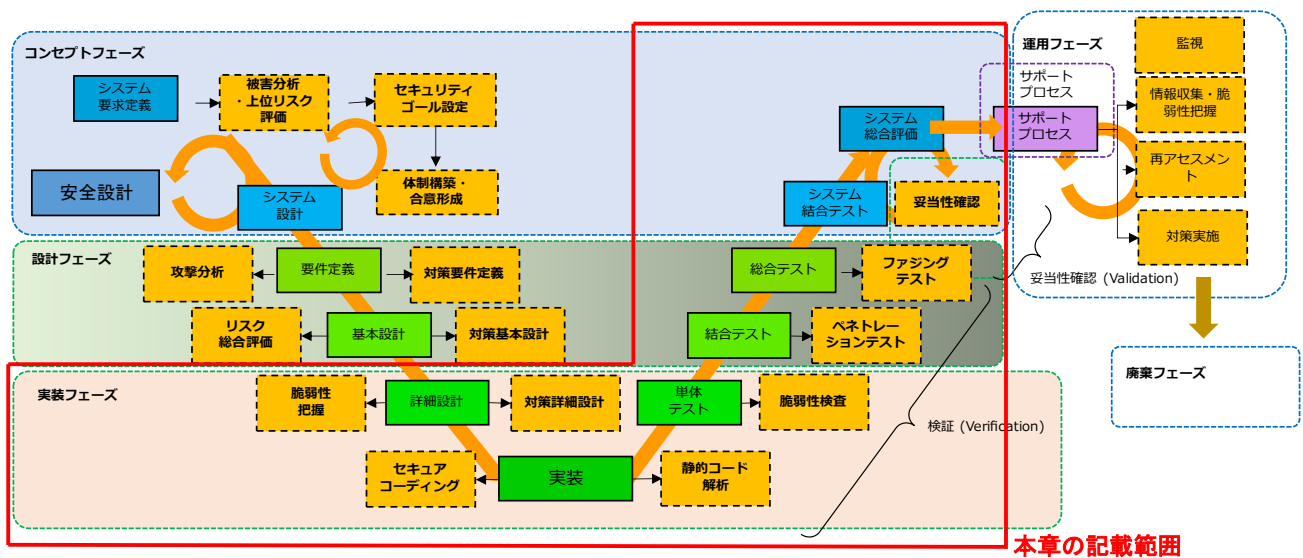 コンセプトフェーズ
システム
要求定義
被害分析
・上位リスク
評価
セキュリティ
ゴール設定
安全設計
システム
設計
体制構築・
合意形成
システム
総合評価
システム
結合テスト
妥当性確認
運用フェーズ
サポート
プロセス
サポート
プロセス
監視
情報収集・脆
弱性把握
再アセスメン
ト
対策実施
妥当性確認 (Validation)
設計フェーズ
攻撃分析
要件定義
対策要件定義
リスク
総合評価
基本設計
対策基本設計
総合テスト
ファジング
テスト
結合テスト
ペネトレー
ションテスト
実装フェーズ
脆弱性
把握
詳細設計
対策詳細設計
単体
テスト
脆弱性検査
セキュア
コーディング
実装
静的コード
解析
検証 (Verification)
廃棄フェーズ
本章の記載範囲